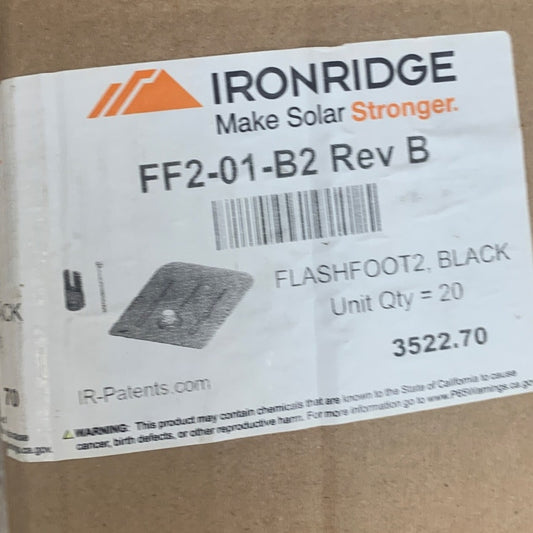 IRONRIDGE
Make Solar Stronger.
FF2-01-B2 Rev B
FLASHFOOT2, BLACK
Unit Qty = 20
3522.70
IR-Patents.com
WARNING: This product may contain chemicals that are known to the State of California to cause
cancer, birth defects, or other reproductive harm. For more information go to www.P65Warnings.ca.gov
CK
70